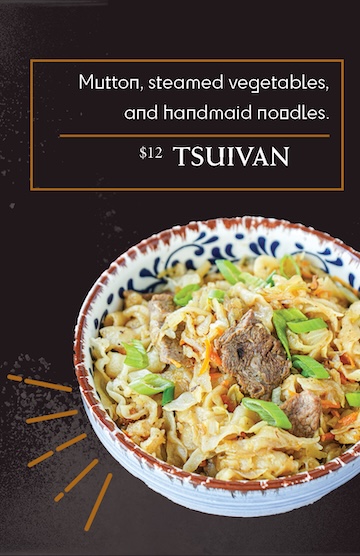 Mutton, steamed vegetables,
and handmaid noodles.
$12 TSUIVAN